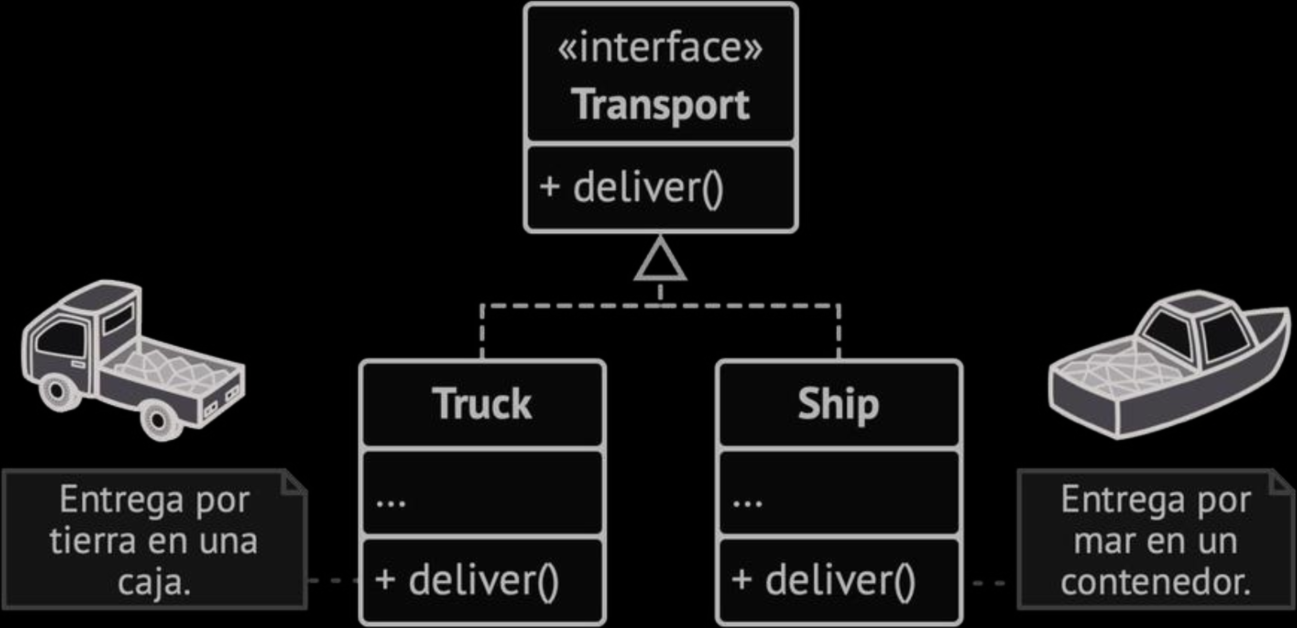 «interface»
Transport
+ deliver()
Truck
...
+ deliver()
Ship
...
+ deliver()
Entrega por
tierra en una
caja.
Entrega por
mar en un
contenedor.